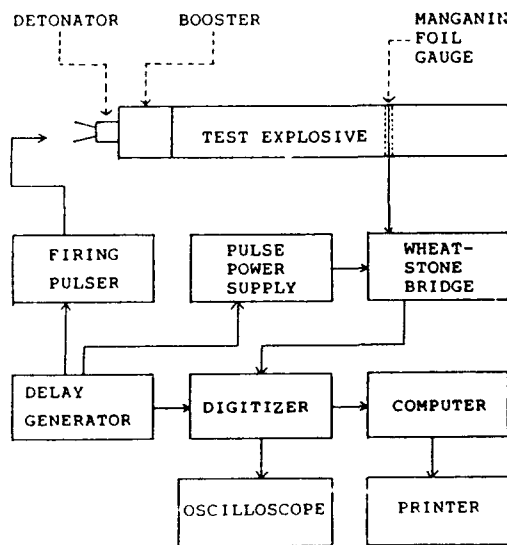 DETONATOR
BOOSTER
MANGANIN
FOIL
GAUGE
TEST EXPLOSIVE
FIRING
PULSER
PULSE
POWER
SUPPLY
WHEAT-
STONE
BRIDGE
DELAY
GENERATOR
DIGITIZER
COMPUTER
OSCILLOSCOPE
PRINTER